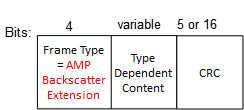 Bits: 4 variable 5 or 16
Frame Type
= AMP
Backscatter
Extension
Type
Dependent
Content
CRC